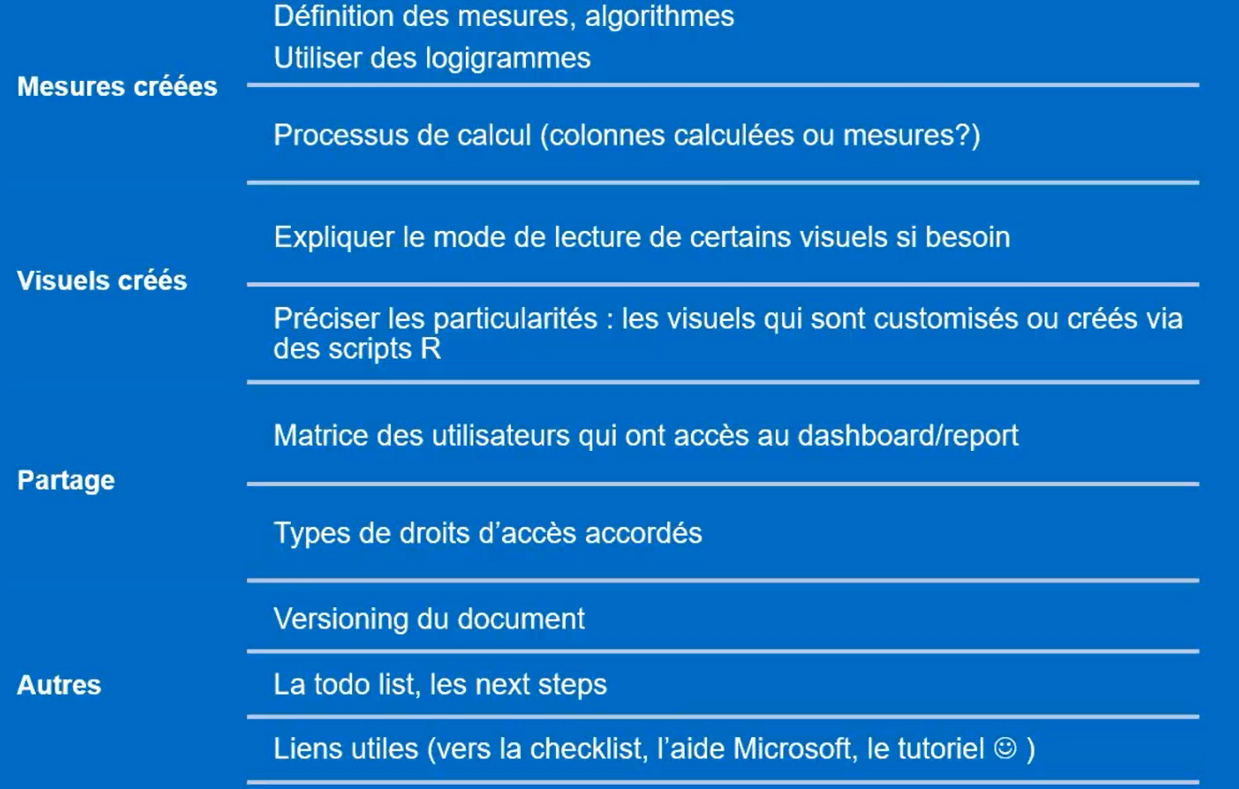 Définition des mesures, algorithmes
Utiliser des logigrammes
Mesures créées
Processus de calcul (colonnes calculées ou mesures?)
Expliquer le mode de lecture de certains visuels si besoin
Visuels créés
Préciser les particularités : les visuels qui sont customisés ou créés via
des scripts R
Matrice des utilisateurs qui ont accès au dashboard/report
Partage
Types de droits d’accès accordés
Versioning du document
Autres
La todo list, les next steps
Liens utiles (vers la checklist, l’aide Microsoft, le tutoriel ☺ )